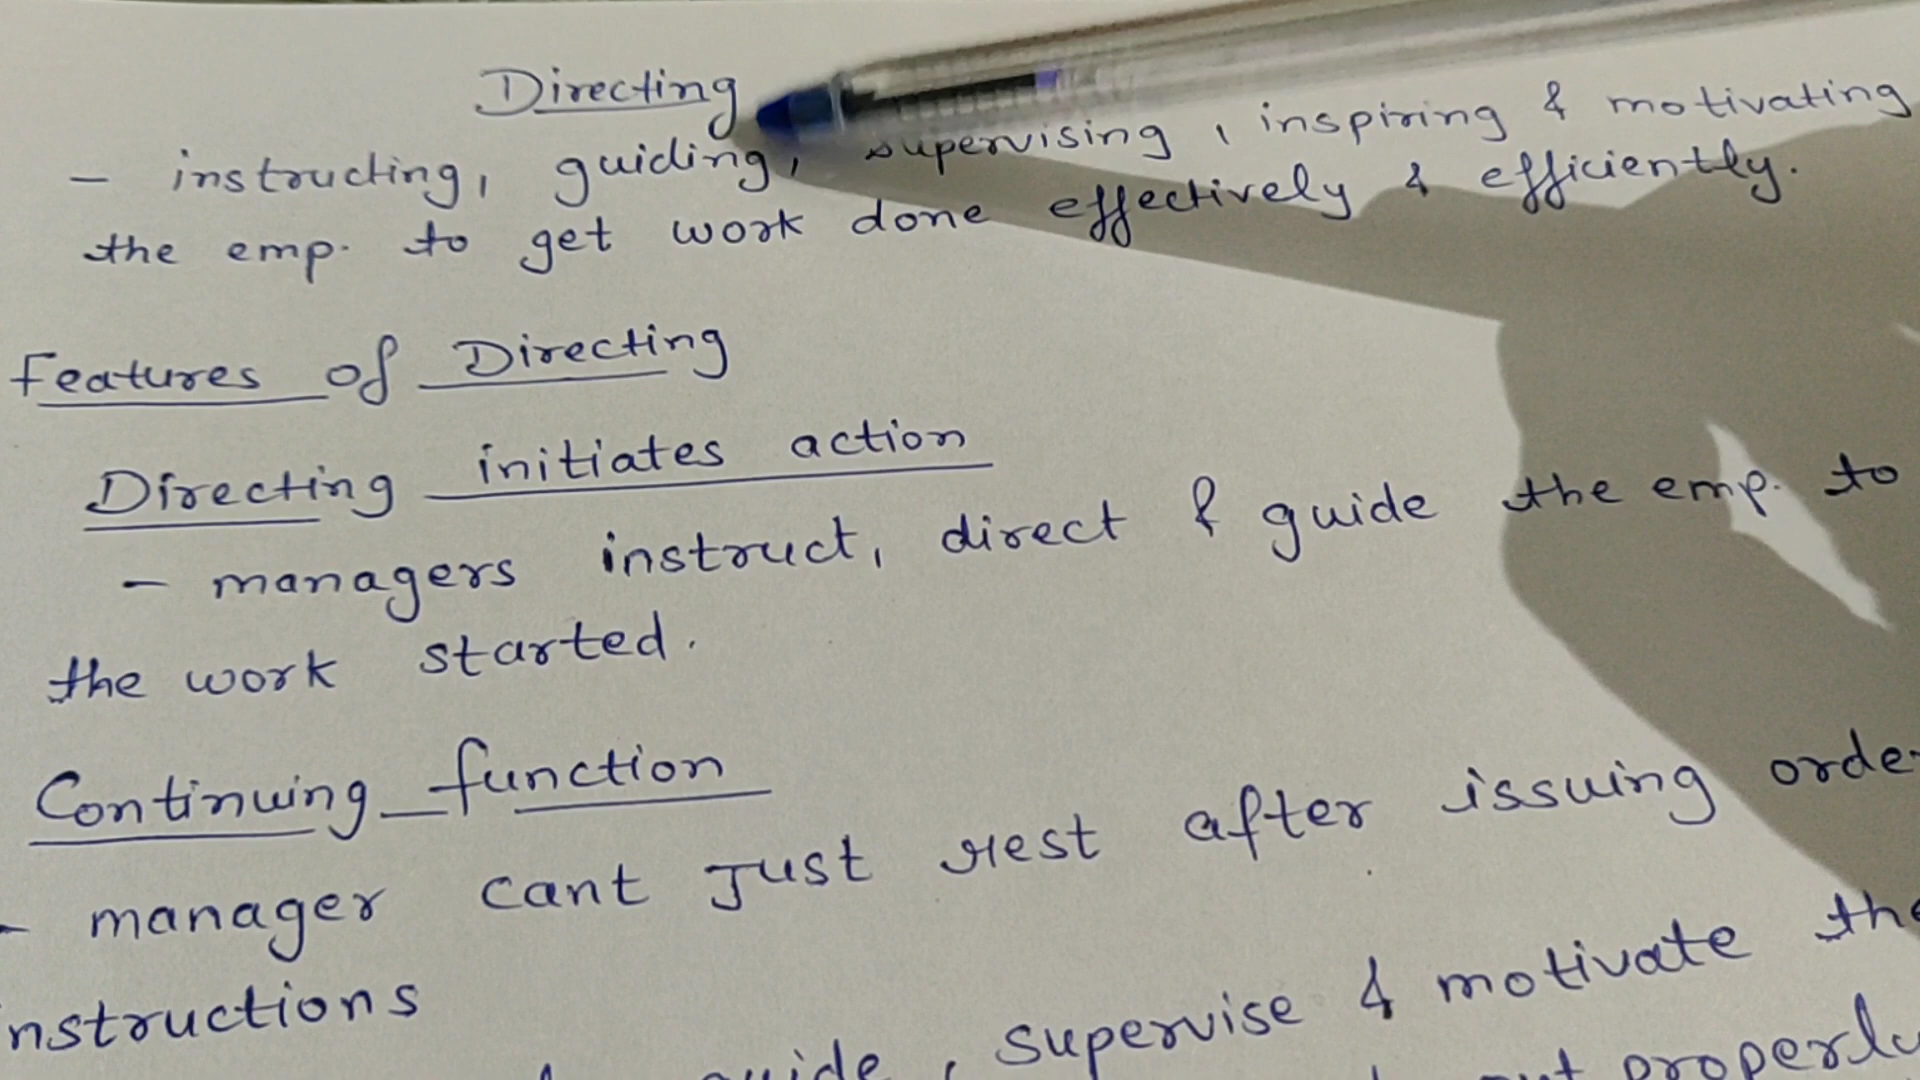 Directing
- instructing, guiding, supervising, inspiring & motivating
the emp. to get work done effectively & efficiently.
Features of Directing
Directing initiates action
- managers instruct, direct & guide the emp. to
the work started.
Continuing function
- manager cant Just rest after issuing
nstructions
supervise & motivate